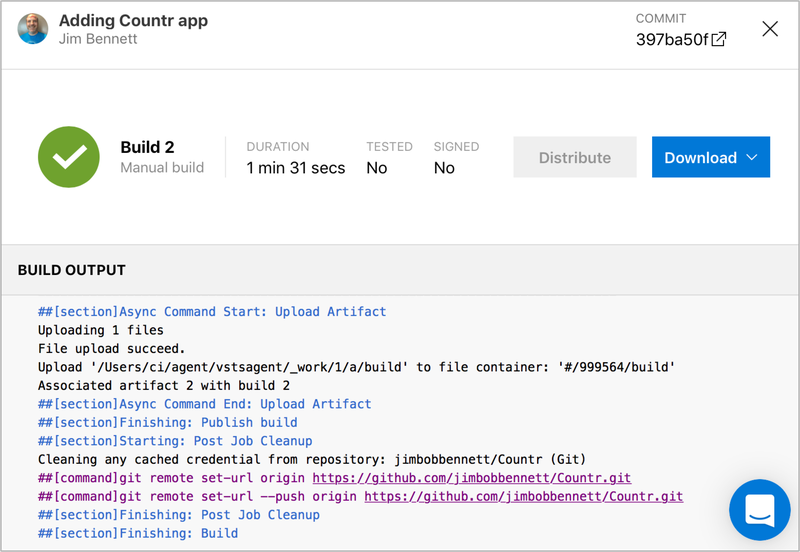 Adding Countr app
Jim Bennett
COMMIT
397ba50f
Build 2
Manual build
DURATION
1 min 31 secs
TESTED
No
SIGNED
No
Distribute
Download
BUILD OUTPUT
##[section]Async Command Start: Upload Artifact
Uploading 1 files
File upload succeed.
Upload '/Users/ci/agent/vstsagent/_work/1/a/build' to file container: '#/999564/build'
Associated artifact 2 with build 2
##[section]Async Command End: Upload Artifact
##[section]Finishing: Publish build
##[section]Starting: Post Job Cleanup
Cleaning any cached credential from repository: jimbobbennett/Countr (Git)
##[command]git remote set-url origin https://github.com/jimbobbennett/Countr.git
##[command]git remote set-url --push origin https://github.com/jimbobbennett/Countr.git
##[section]Finishing: Post Job Cleanup
##[section]Finishing: Build